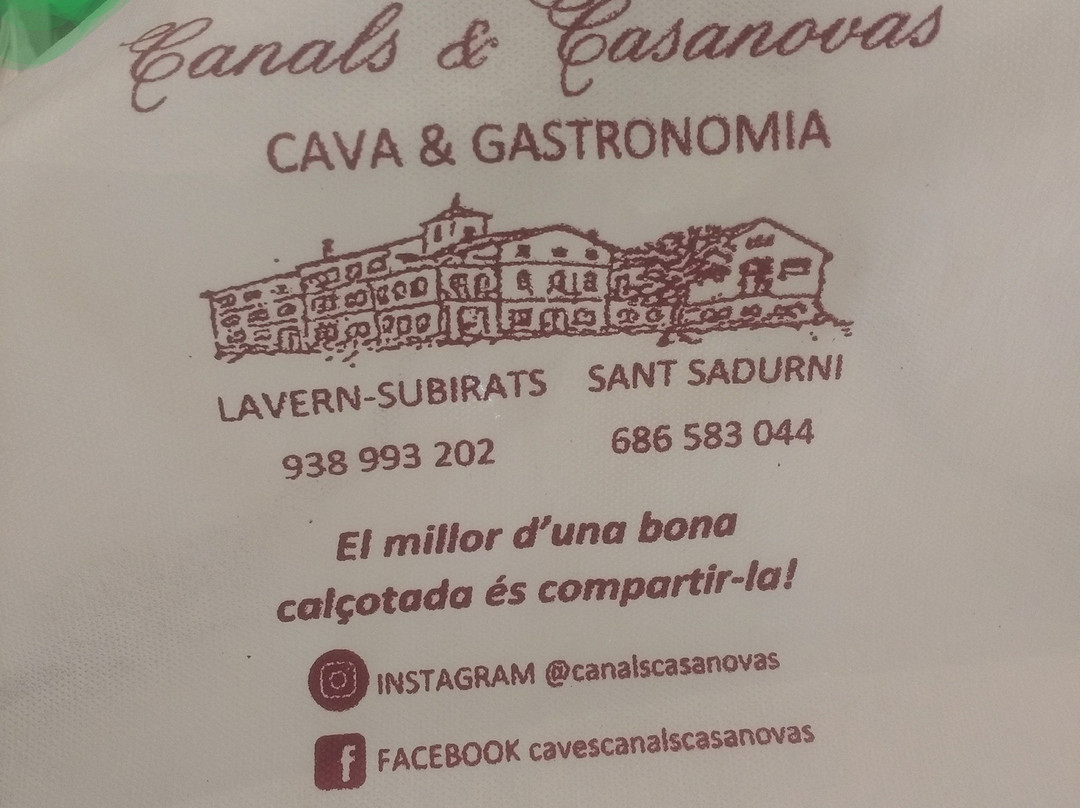 Canals & Casanovas
CAVA & GASTRONOMIA
LAVERN-SUBIRATS SANT SADURNI
938 993 202 686 583 044
El millor d'una bona
calçotada és compartir-la!
INSTAGRAM @canalscasanovas
f FACEBOOK cavescanalscasanovas